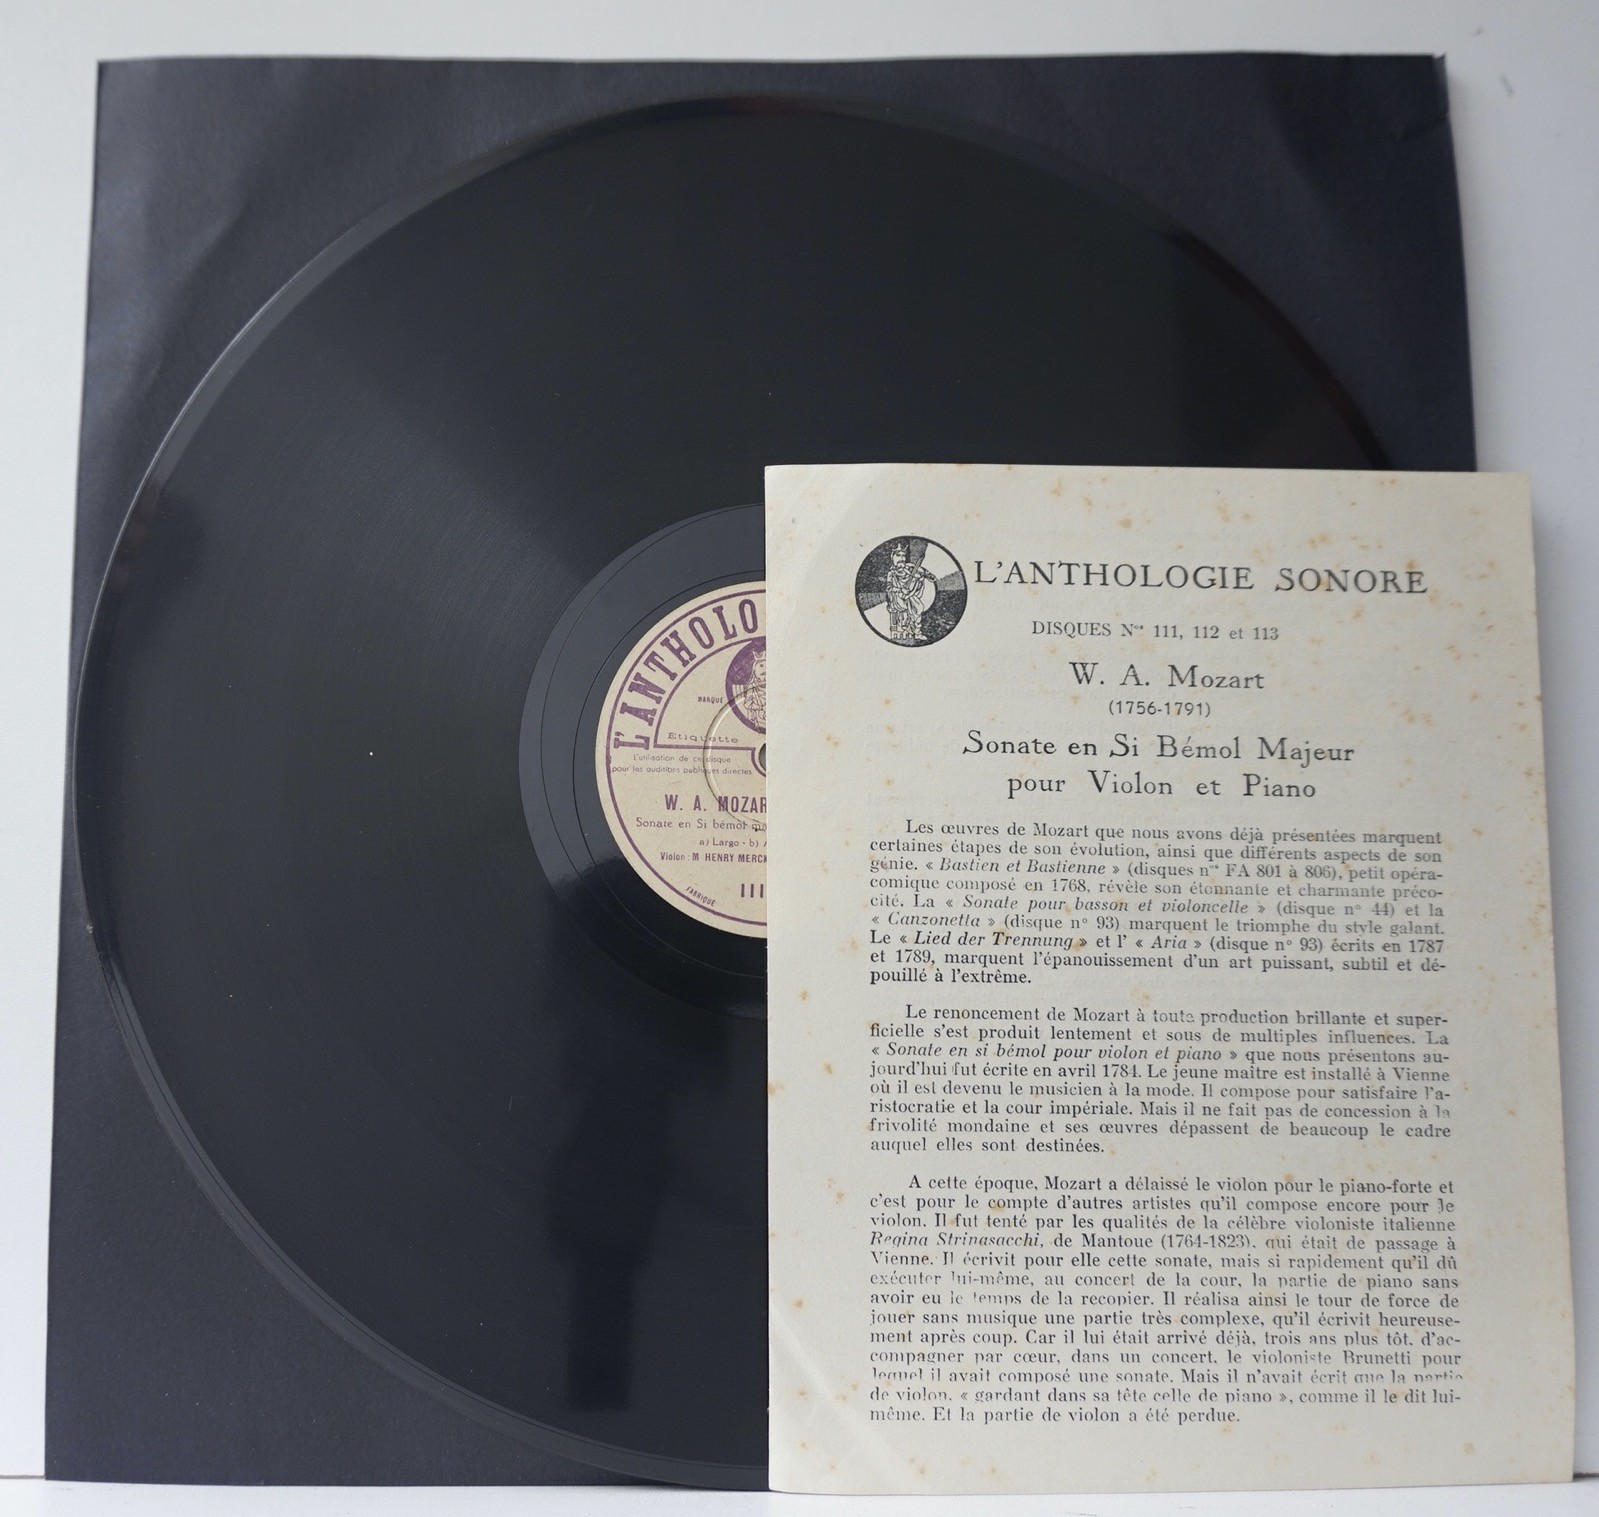 L'ANTHOLO
MARQUE
Etiquette
L'utilisation de ce disque
pour les auditions publiques directes
W. A. MOZAR
Sonate en Si bémol
a) Largo - b)
Violon : M HENRY MERCK
FABRIQUE
111
L'ANTHOLOGIE SONORE
DISQUES Nos 111, 112 et 113
W. A. Mozart
(1756-1791)
Sonate en Si Bémol Majeur
pour Violon et Piano
Les œuvres de Mozart que nous avons déjà présentées marquent
certaines étapes de son évolution, ainsi que différents aspects de son
génie. « Bastien et Bastienne » (disques nos FA 801 à 806), petit opéra-
comique composé en 1768, révèle son étonnante et charmante préco-
cité. La « Sonate pour basson et violoncelle » (disque n° 44) et la
« Canzonetta » (disque n° 93) marquent le triomphe du style galant.
Le « Lied der Trennung » et l' « Aria » (disque n° 93) écrits en 1787
et 1789, marquent l'épanouissement d'un art puissant, subtil et dé-
pouillé à l'extrême.
Le renoncement de Mozart à toute production brillante et super-
ficielle s'est produit lentement et sous de multiples influences. La
« Sonate en si bémol pour violon et piano » que nous présentons au-
jourd'hui fut écrite en avril 1784. Le jeune maître est installé à Vienne
où il est devenu le musicien à la mode. Il compose pour satisfaire l'a-
ristocratie et la cour impériale. Mais il ne fait pas de concession à la
frivolité mondaine et ses œuvres dépassent de beaucoup le cadre
auquel elles sont destinées.
A cette époque, Mozart a délaissé le violon pour le piano-forte et
c'est pour le compte d'autres artistes qu'il compose encore pour le
violon. Il fut tenté par les qualités de la célèbre violoniste italienne
Regina Strinasacchi, de Mantoue (1764-1823), qui était de passage à
Vienne. Il écrivit pour elle cette sonate, mais si rapidement qu'il dû
exécuter lui-même, au concert de la cour, la partie de piano sans
avoir eu le temps de la recopier. Il réalisa ainsi le tour de force de
jouer sans musique une partie très complexe, qu'il écrivit heureuse-
ment après coup. Car il lui était arrivé déjà, trois ans plus tôt, d'ac-
compagner par cœur, dans un concert, le violoniste Brunetti pour
lequel il avait composé une sonate. Mais il n'avait écrit que la partie
de violon, « gardant dans sa tête celle de piano », comme il le dit lui-
même. Et la partie de violon a été perdue.